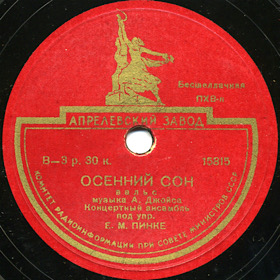 Бесшеллачная
ПХВ-к
АПРЕЛЕВСКИЙ ЗАВОД
В—3 р. 30 к. 15815
ОСЕННИЙ СОН
вальс
музыка А. Джойса
Концертный ансамбль
под упр.
Е. М. ПИНКЕ
КОМИТЕТ РАДИОИНФОРМАЦИИ ПРИ СОВЕТЕ МИНИСТРОВ СССР